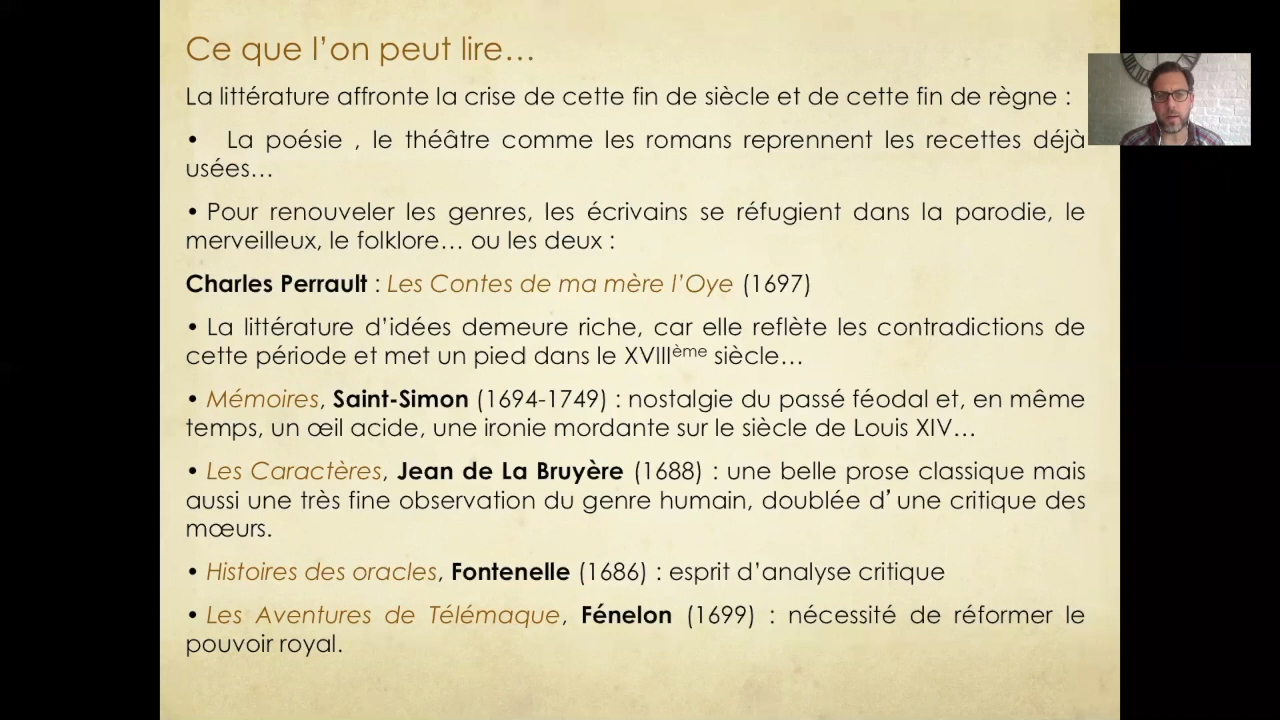 Ce que l’on peut lire…
La littérature affronte la crise de cette fin de siècle et de cette fin de règne :
• La poésie , le théâtre comme les romans reprennent les recettes déjà
usées…
• Pour renouveler les genres, les écrivains se réfugient dans la parodie, le
merveilleux, le folklore… ou les deux :
Charles Perrault : Les Contes de ma mère l’Oye (1697)
• La littérature d’idées demeure riche, car elle reflète les contradictions de
cette période et met un pied dans le XVIIIème siècle…
• Mémoires, Saint-Simon (1694-1749) : nostalgie du passé féodal et, en même
temps, un œil acide, une ironie mordante sur le siècle de Louis XIV…
• Les Caractères, Jean de La Bruyère (1688) : une belle prose classique mais
aussi une très fine observation du genre humain, doublée d’une critique des
mœurs.
• Histoires des oracles, Fontenelle (1686) : esprit d’analyse critique
• Les Aventures de Télémaque, Fénelon (1699) : nécessité de réformer le
pouvoir royal.